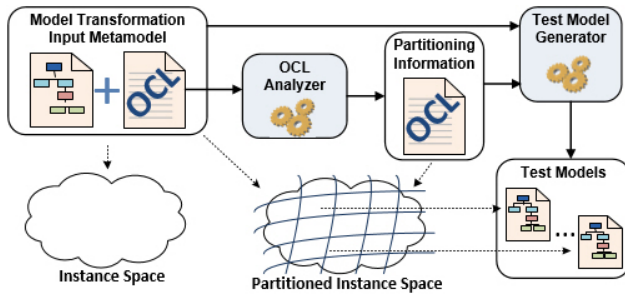 Model Transformation
Input Metamodel
OCL
OCL
Analyzer
Partitioning
Information
OCL
Test Model
Generator
Test Models
...
Instance Space
Partitioned Instance Space